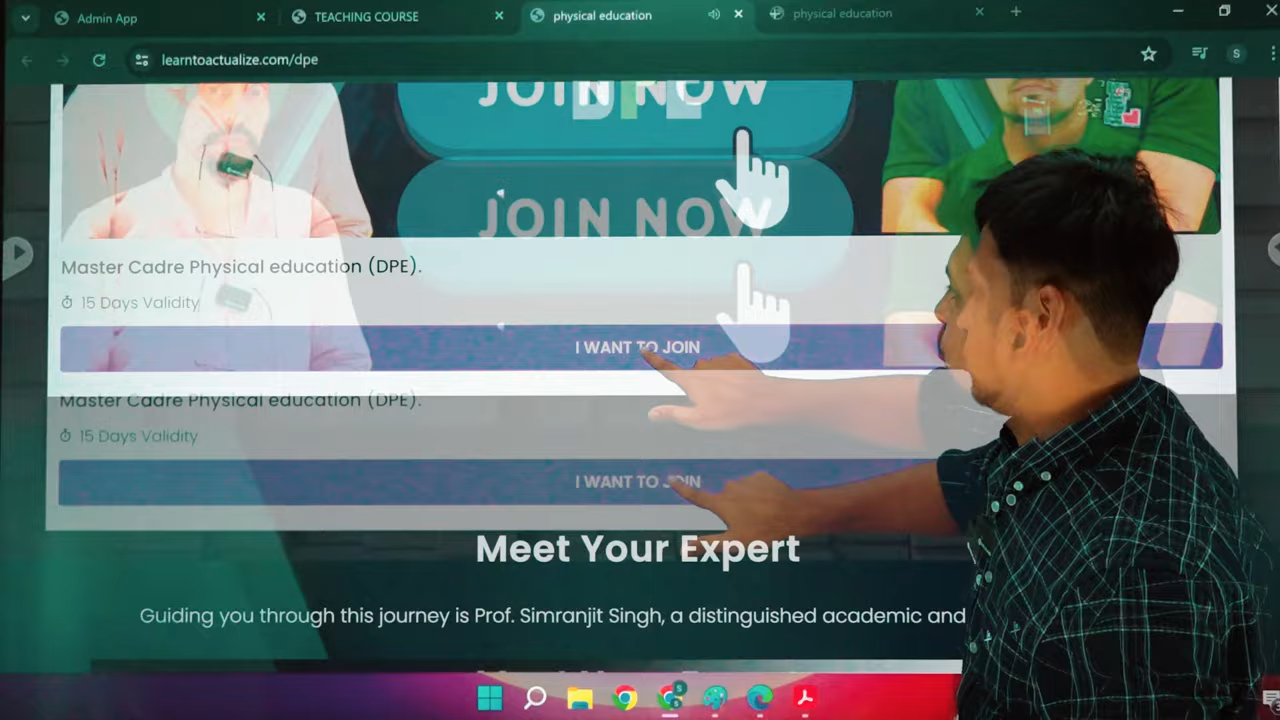 Admin App
TEACHING COURSE
physical education
physical education
learntoactualize.com/dpe
JOIN NOW
DPE
JOIN NOW
Master Cadre Physical education (DPE).
15 Days Validity
I WANT TO JOIN
Master Cadre Physical education (DPE).
15 Days Validity
I WANT TO JOIN
Meet Your Expert
Guiding you through this journey is Prof. Simranjit Singh, a distinguished academic and